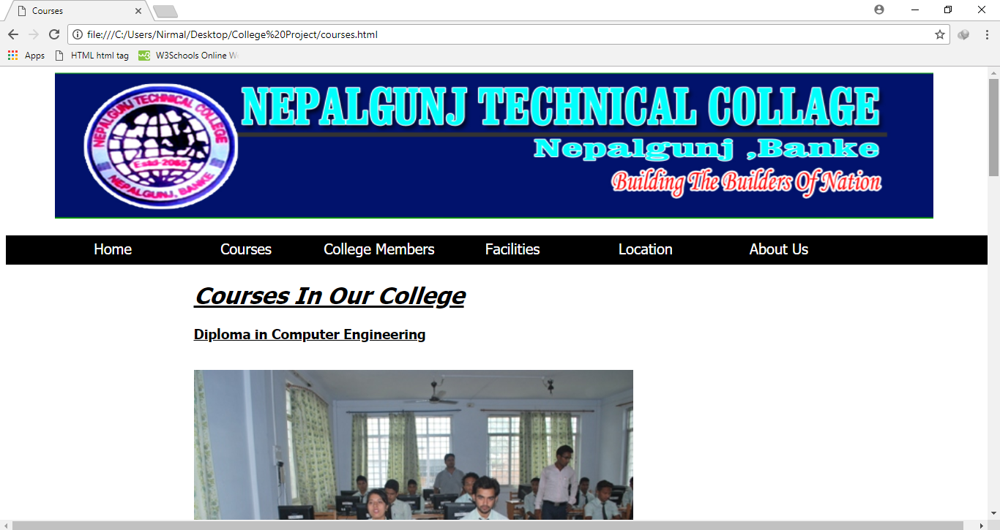 Courses
file:///C:/Users/Nirmal/Desktop/College%20Project/courses.html
Apps HTML html tag W3Schools Online We
NEPALGUNJ TECHNICAL COLLEGE
Estd-2065
NEPALGUNJ, BANKE
NEPALGUNJ TECHNICAL COLLAGE
Nepalgunj ,Banke
Building The Builders Of Nation
Home Courses College Members Facilities Location About Us
Courses In Our College
Diploma in Computer Engineering